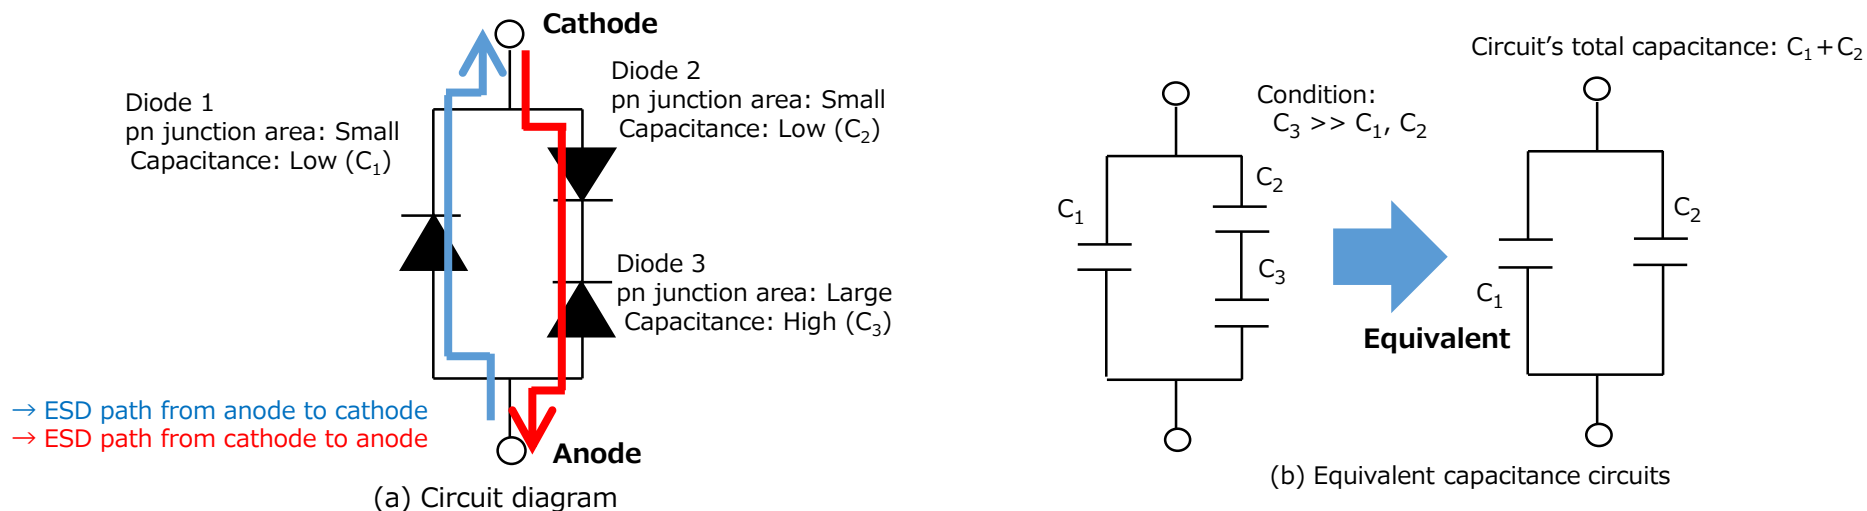 Cathode
Diode 1
pn junction area: Small
Capacitance: Low (C₁)
Diode 2
pn junction area: Small
Capacitance: Low (C₂)
Diode 3
pn junction area: Large
Capacitance: High (C₃)
→ ESD path from anode to cathode
→ ESD path from cathode to anode
Anode
(a) Circuit diagram
Circuit’s total capacitance: C₁+C₂
Condition:
C₃ >> C₁, C₂
C₁
C₂
C₃
Equivalent
C₁
C₂
(b) Equivalent capacitance circuits